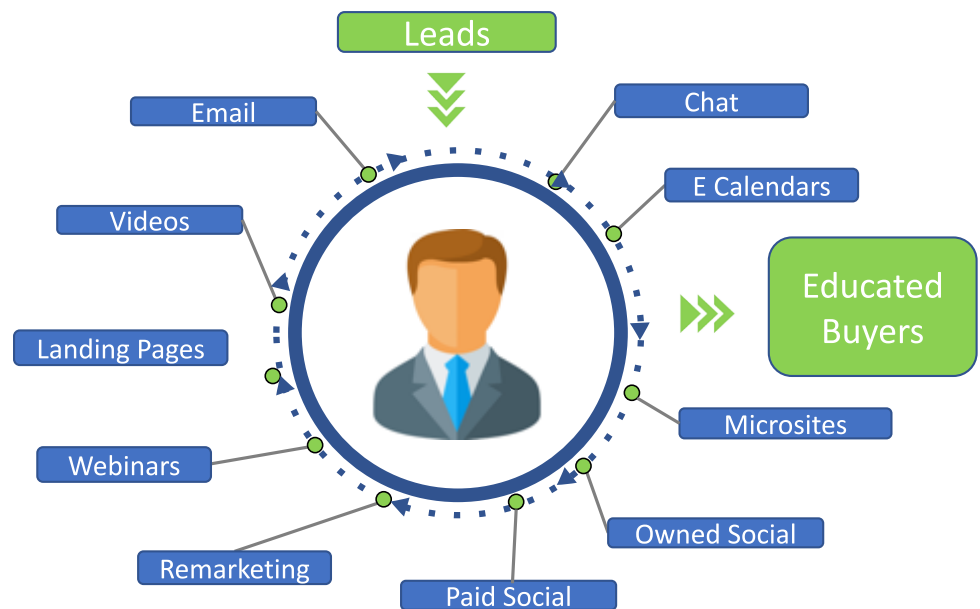 Leads
Email
Chat
E Calendars
Videos
Educated
Buyers
Landing Pages
Microsites
Webinars
Owned Social
Remarketing
Paid Social